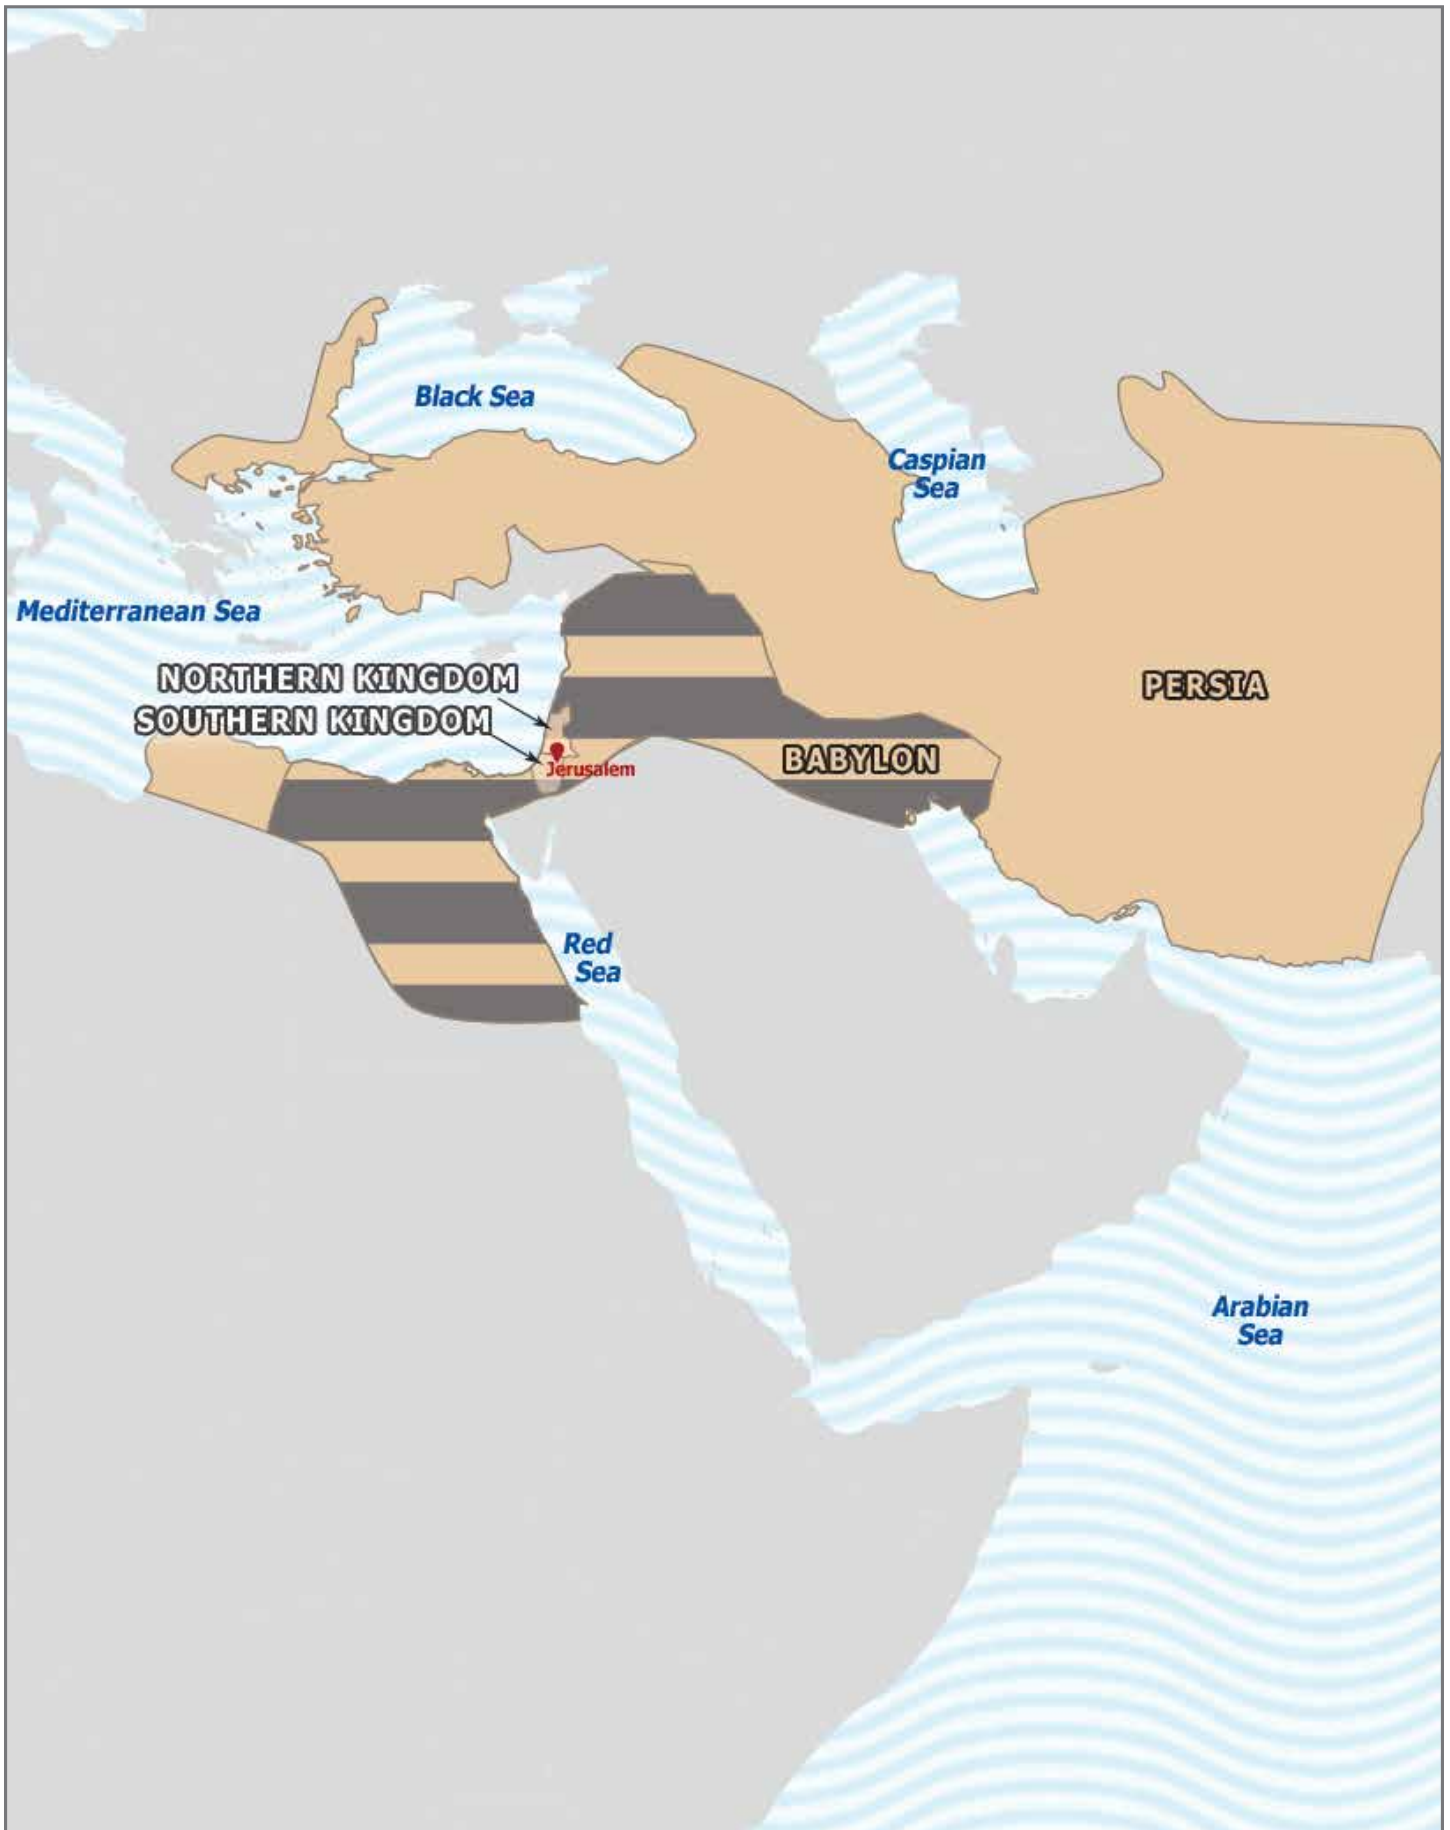 Black Sea
Caspian
Sea
Mediterranean Sea
NORTHERN KINGDOM
SOUTHERN KINGDOM
PERSIA
BABYLON
Jerusalem
Red
Sea
Arabian
Sea